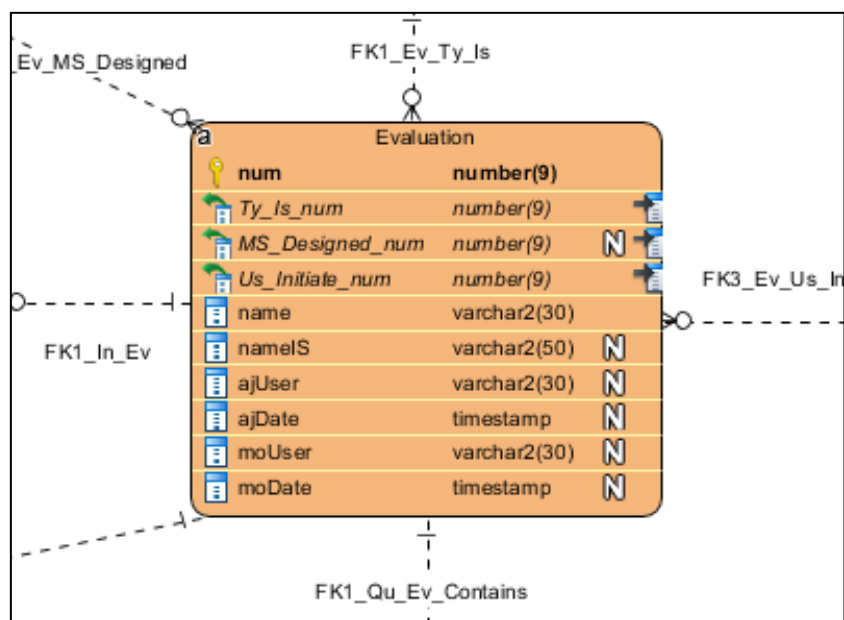 _Ev_MS_Designed
FK1_Ev_Ty_Is
a
Evaluation
num number(9)
Ty_Is_num number(9)
MS_Designed_num number(9) N
Us_Initiate_num number(9)
FK3_Ev_Us_In
name varchar2(30)
nameIS varchar2(50) N
FK1_In_Ev
ajUser varchar2(30) N
ajDate timestamp N
moUser varchar2(30) N
moDate timestamp N
FK1_Qu_Ev_Contains